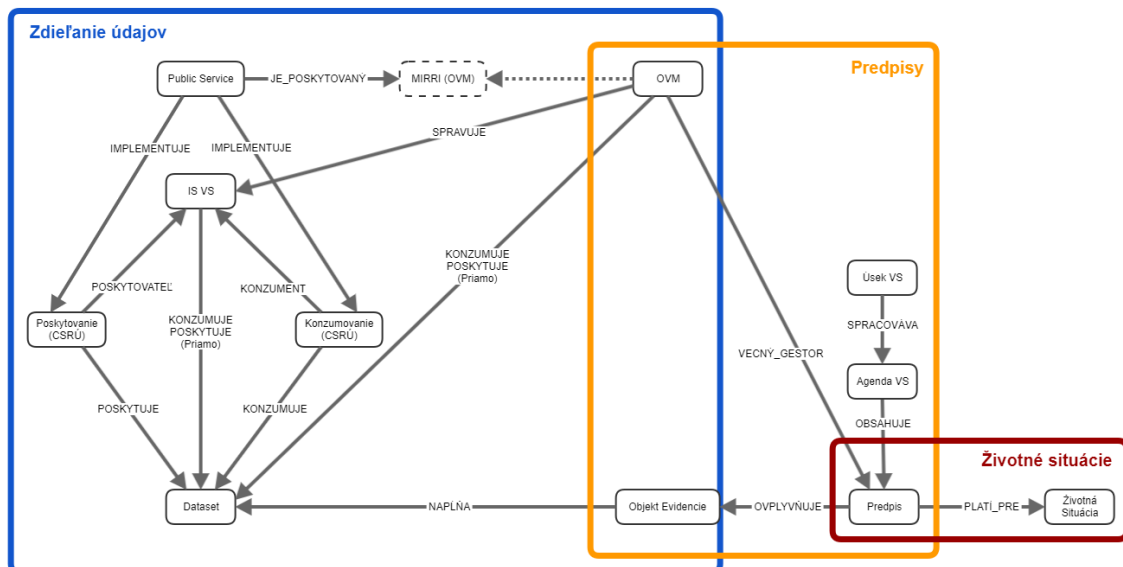 Zdieľanie údajov
Predpisy
Public Service
JE_POSKYTOVANÝ
MIRRI (OVM)
OVM
SPRAVUJE
IMPLEMENTUJE
IMPLEMENTUJE
IS VS
KONZUMUJE
POSKYTUJE
(Priamo)
POSKYTOVATEĽ
KONZUMENT
Úsek VS
Poskytovanie
(CSRÚ)
KONZUMUJE
POSKYTUJE
(Priamo)
Konzumovanie
(CSRÚ)
SPRACOVÁVA
VECNÝ_GESTOR
Agenda VS
POSKYTUJE
KONZUMUJE
OBSAHUJE
Životné situácie
Dataset
NAPĹŇA
Objekt Evidencie
OVPLYVŇUJE
Predpis
PLATÍ_PRE
Životná
Situácia